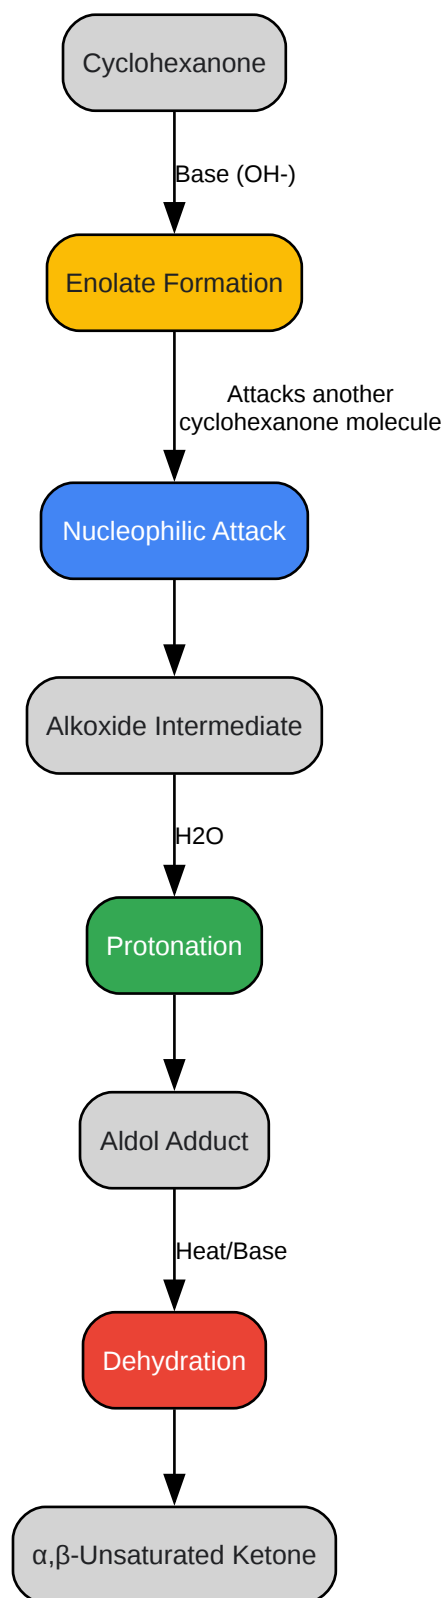 Cyclohexanone
Base (OH-)
Enolate Formation
Attacks another
cyclohexanone molecule
Nucleophilic Attack
Alkoxide Intermediate
H2O
Protonation
Aldol Adduct
Heat/Base
Dehydration
α,β-Unsaturated Ketone